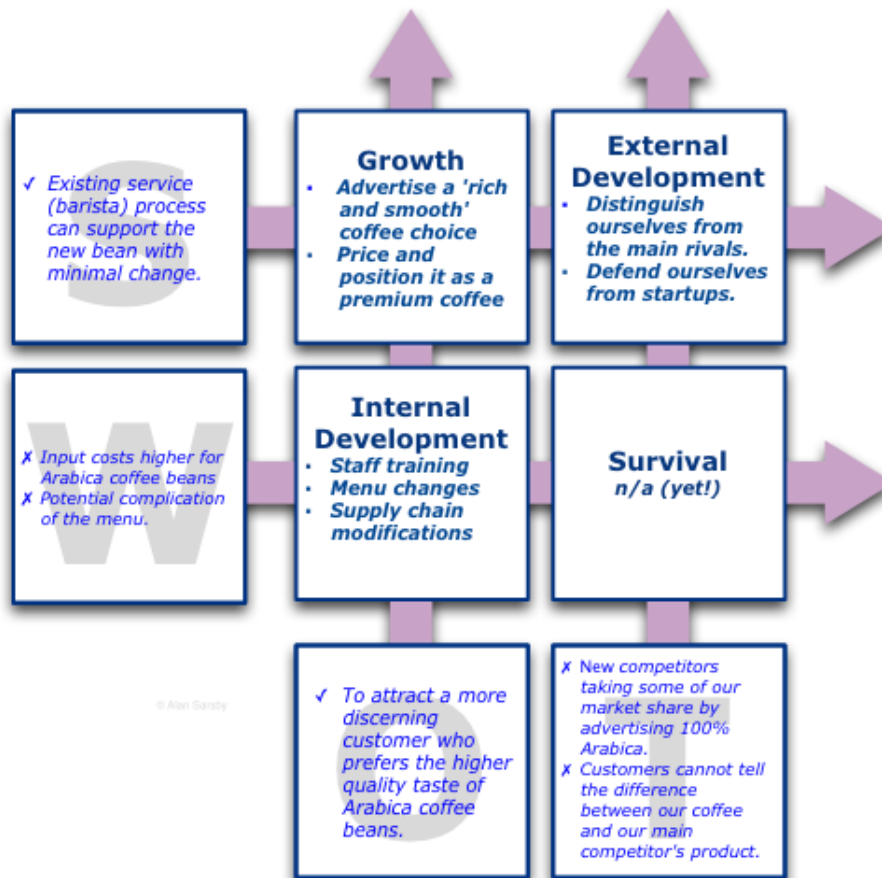 S
✓ Existing service
(barista) process
can support the
new bean with
minimal change.
Growth
▪ Advertise a 'rich
and smooth'
coffee choice
▪ Price and
position it as a
premium coffee
External
Development
▪ Distinguish
ourselves from
the main rivals.
▪ Defend ourselves
from startups.
W
✗ Input costs higher for
Arabica coffee beans
✗ Potential complication
of the menu.
Internal
Development
▪ Staff training
▪ Menu changes
▪ Supply chain
modifications
Survival
n/a (yet!)
© Alan Sarsby
O
✓ To attract a more
discerning
customer who
prefers the higher
quality taste of
Arabica coffee
beans.
T
✗ New competitors
taking some of our
market share by
advertising 100%
Arabica.
✗ Customers cannot tell
the difference
between our coffee
and our main
competitor's product.